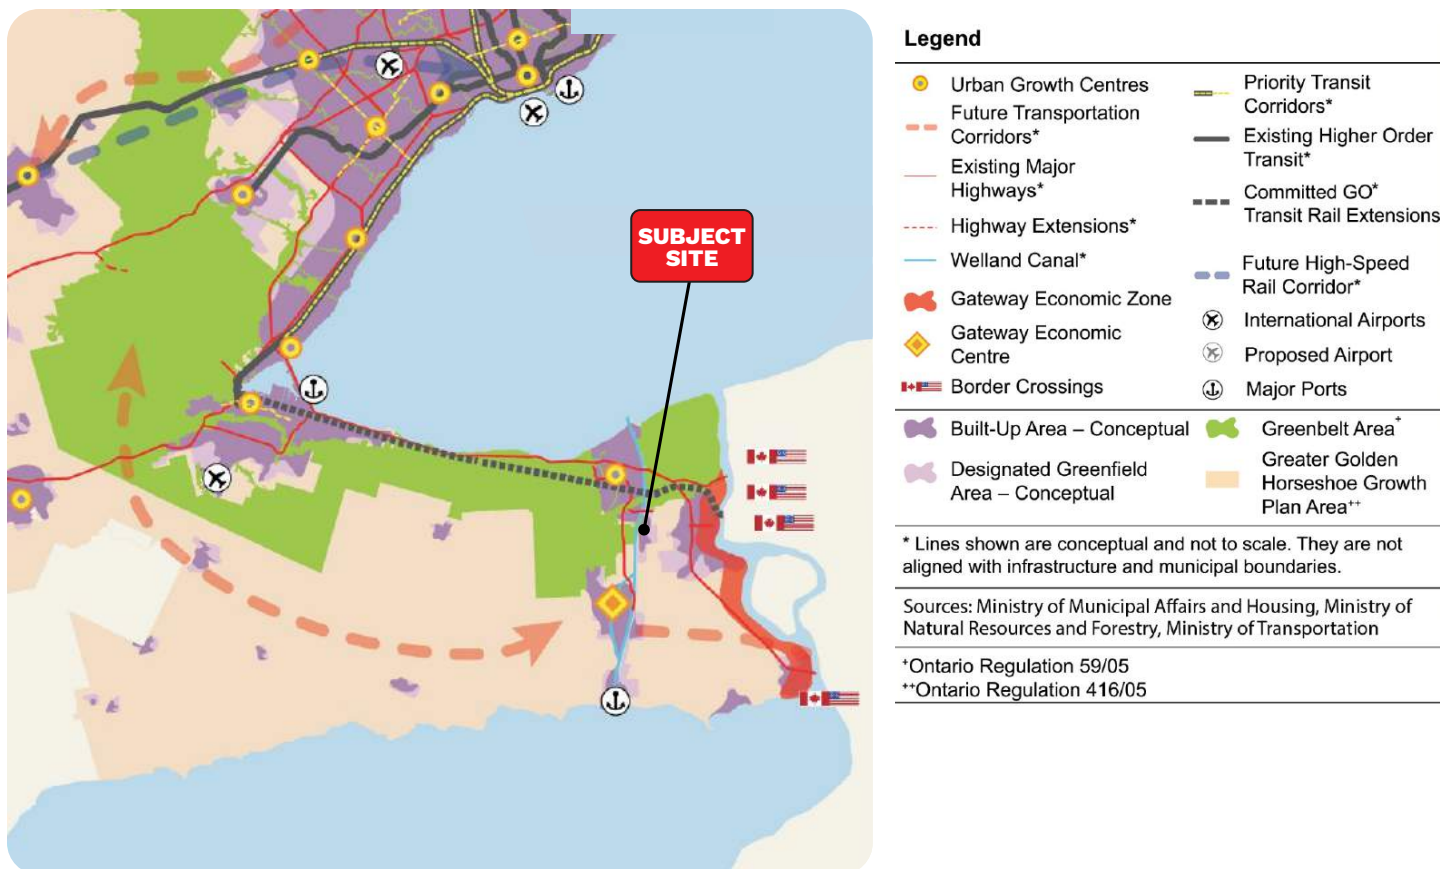 SUBJECT
SITE
Legend
Urban Growth Centres
Future Transportation
Corridors*
Existing Major
Highways*
Highway Extensions*
Welland Canal*
Gateway Economic Zone
Gateway Economic
Centre
Border Crossings
Priority Transit
Corridors*
Existing Higher Order
Transit*
Committed GO*
Transit Rail Extensions
Future High-Speed
Rail Corridor*
International Airports
Proposed Airport
Major Ports
Built-Up Area – Conceptual
Designated Greenfield
Area – Conceptual
Greenbelt Area+
Greater Golden
Horseshoe Growth
Plan Area++
* Lines shown are conceptual and not to scale. They are not
aligned with infrastructure and municipal boundaries.
Sources: Ministry of Municipal Affairs and Housing, Ministry of
Natural Resources and Forestry, Ministry of Transportation
+Ontario Regulation 59/05
++Ontario Regulation 416/05